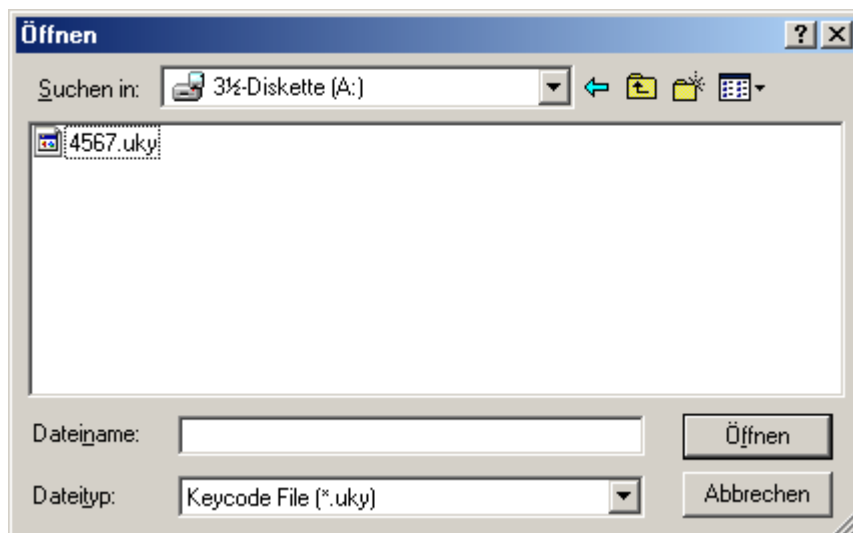 Öffnen
Suchen in: 3½-Diskette (A:)
4567.uky
Dateiname: Öffnen
Dateityp: Keycode File (*.uky) Abbrechen